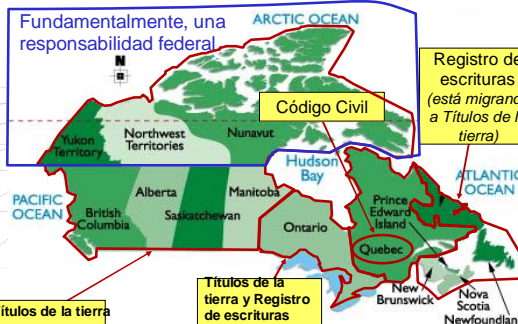 Fundamentalmente, una
responsabilidad federal
ARCTIC OCEAN
N
Registro de
escrituras
(está migrando
a Títulos de la
tierra)
Código Civil
Yukon
Territory
Northwest
Territories
Nunavut
Hudson
Bay
ATLANTIC
OCEAN
PACIFIC
OCEAN
British
Columbia
Alberta
Saskatchewan
Manitoba
Ontario
Prince
Edward
Island
Quebec
New
Brunswick
Nova
Scotia
Newfoundlan
Títulos de la tierra
Títulos de la
tierra y Registro
de escrituras